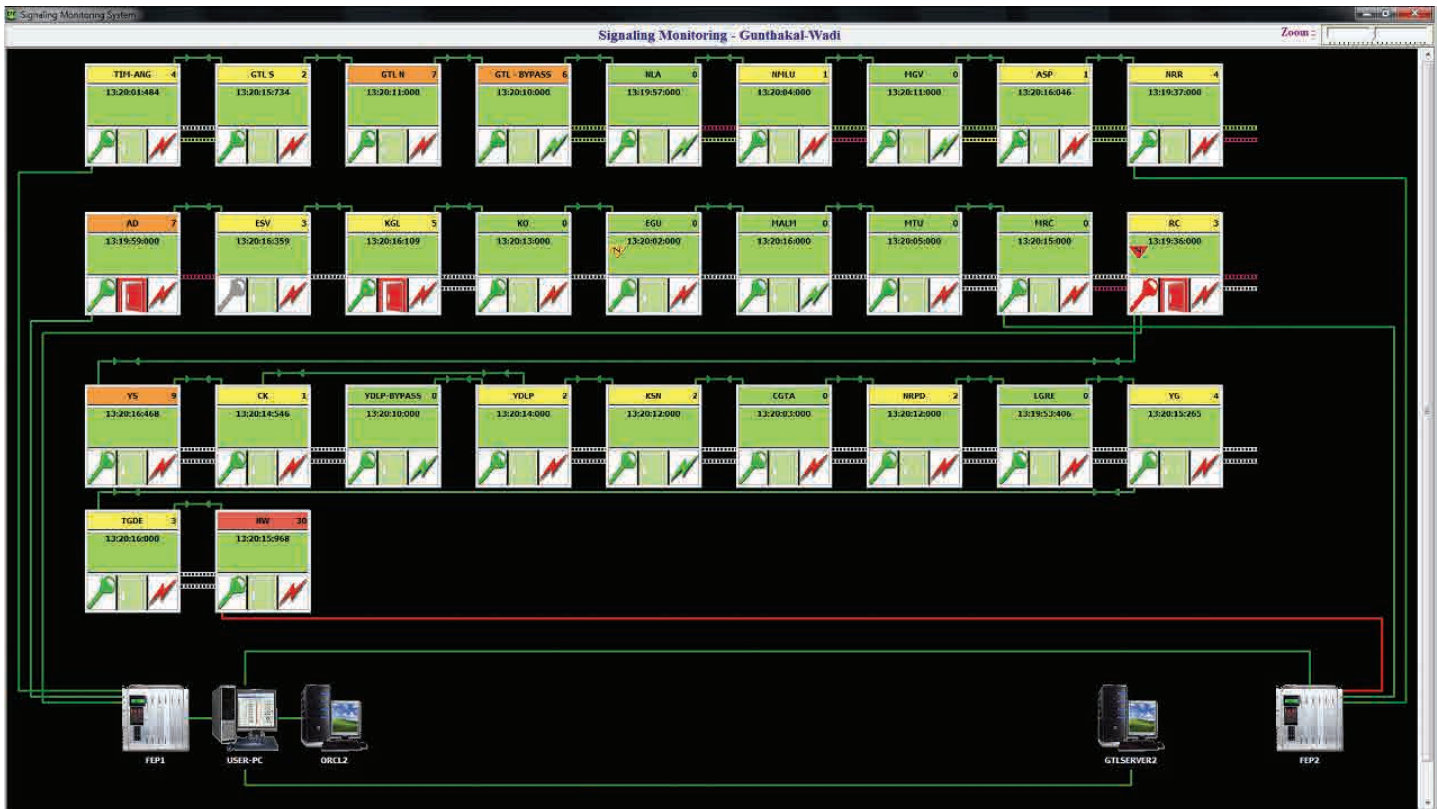 Signaling Monitoring System
Signaling Monitoring - Gunthakal-Wadi
Zoom :
TIM-ANG 4
13:20:01:484
GTL S 2
13:20:15:734
GTL N 7
13:20:11:000
GTL - BYPASS 6
13:20:10:000
NLA 0
13:19:57:000
NMLU 1
13:20:04:000
MGV 0
13:20:11:000
ASP 1
13:20:16:046
NRR 4
13:19:37:000
AD 7
13:19:59:000
ESV 3
13:20:16:359
KGL 5
13:20:16:109
KO 0
13:20:13:000
EGU 0
13:20:02:000
MALM 0
13:20:16:000
MTU 0
13:20:05:000
MRC 0
13:20:15:000
RC 3
13:19:36:000
YS 9
13:20:16:468
CK 1
13:20:14:546
YDLP-BYPASS 0
13:20:10:000
YDLP 2
13:20:14:000
KSN 2
13:20:12:000
CGTA 0
13:20:03:000
NRPD 2
13:20:12:000
LGRE 0
13:19:53:406
YG 4
13:20:15:265
TGDE 3
13:20:16:000
20
13:20:15:968
FEP1
USER-PC
ORCL2
GTLSERVER2
FEP2